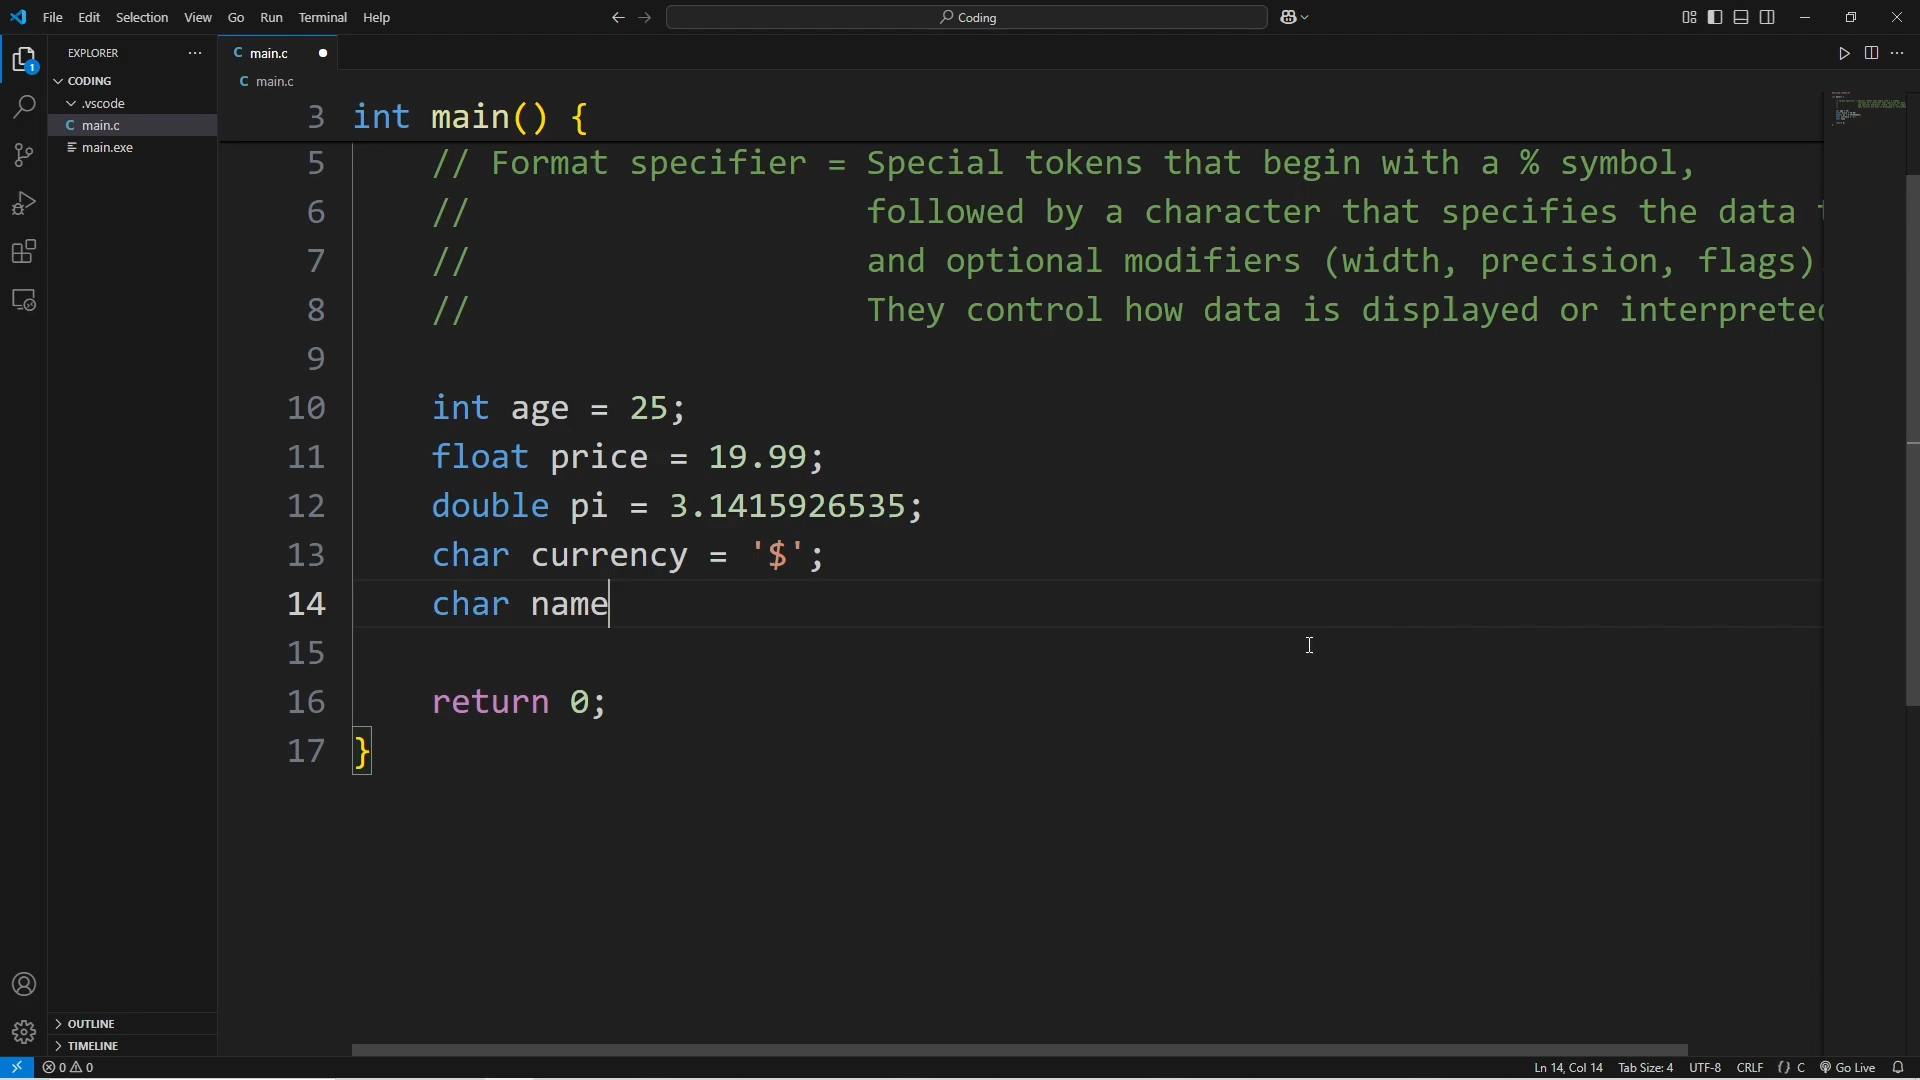 File Edit Selection View Go Run Terminal Help
Coding
EXPLORER
CODING
.vscode
C main.c
main.exe
OUTLINE
TIMELINE
C main.c
C main.c
3 int main() {
5 // Format specifier = Special tokens that begin with a % symbol,
6 // followed by a character that specifies the data
7 // and optional modifiers (width, precision, flags)
8 // They control how data is displayed or interpreted
9
10 int age = 25;
11 float price = 19.99;
12 double pi = 3.1415926535;
13 char currency = '$';
14 char name
15
16 return 0;
17 }
1
0 0
Ln 14, Col 14 Tab Size: 4 UTF-8 CRLF {} C Go Live